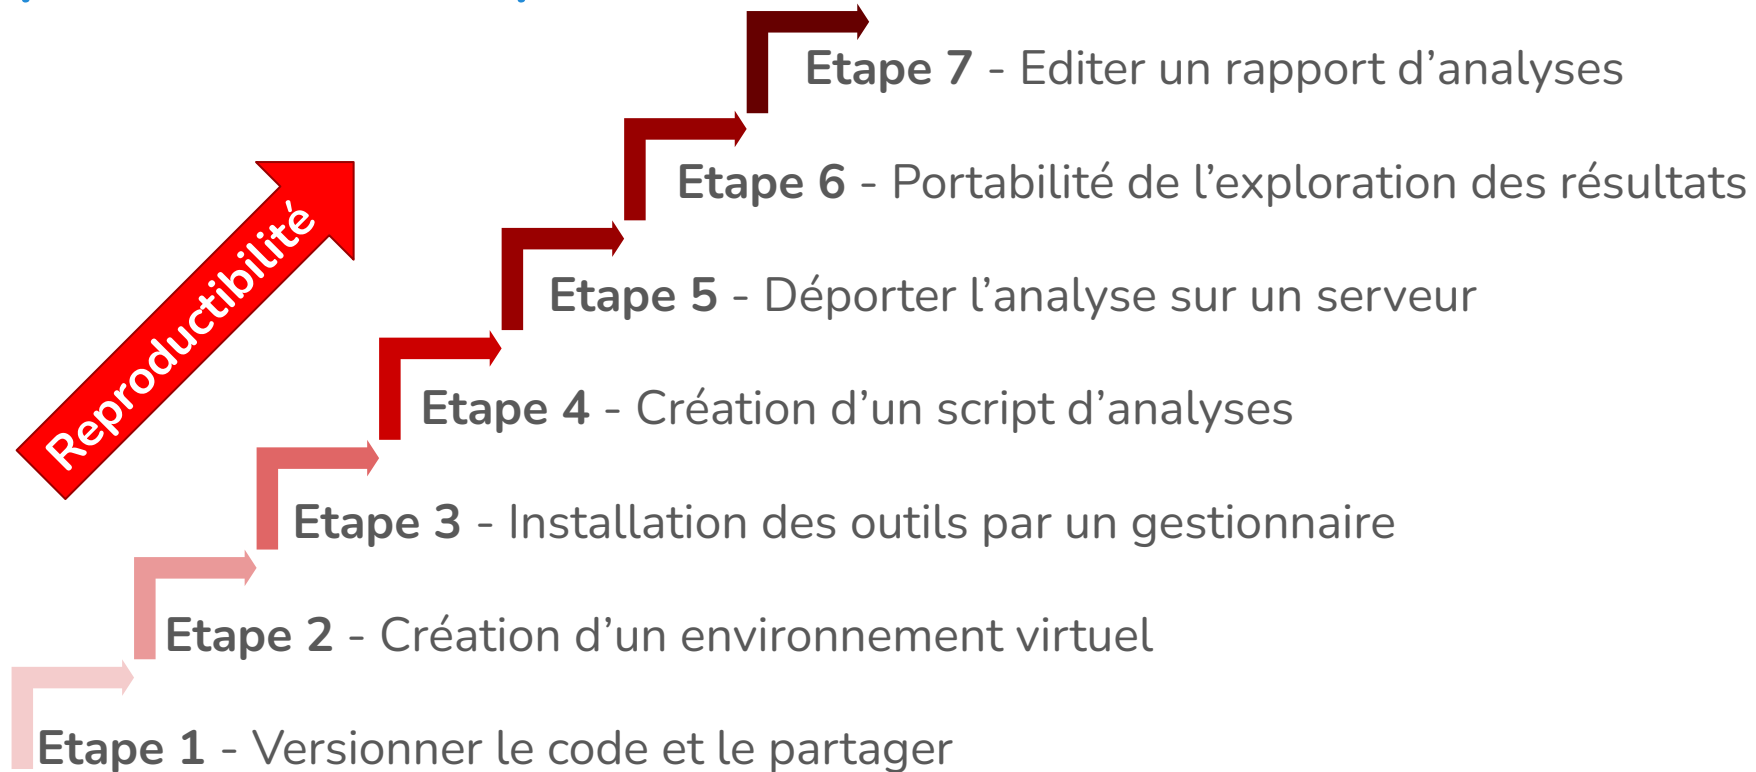 Etape 7 - Editer un rapport d’analyses
Etape 6 - Portabilité de l’exploration des résultats
Reproductibilité
Etape 5 - Déporter l’analyse sur un serveur
Etape 4 - Création d’un script d’analyses
Etape 3 - Installation des outils par un gestionnaire
Etape 2 - Création d’un environnement virtuel
Etape 1 - Versionner le code et le partager